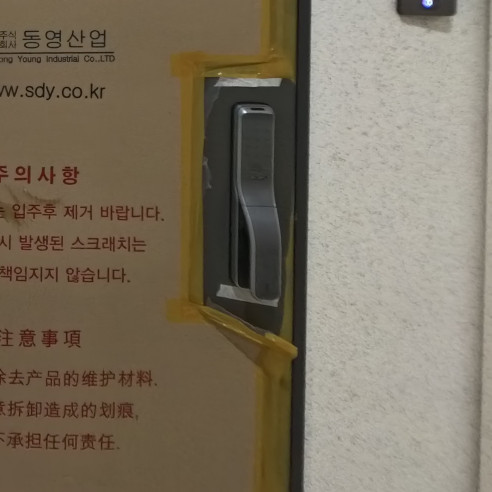 주식
회사 동영산업
ong Young Industrial Co.,LTD
ww.sdy.co.kr
주의사항
입주후 제거 바랍니다.
시 발생된 스크래치는
책임지지 않습니다.
注意事项
除去产品的维护材料.
意拆卸造成的划痕,
不承担任何责任.